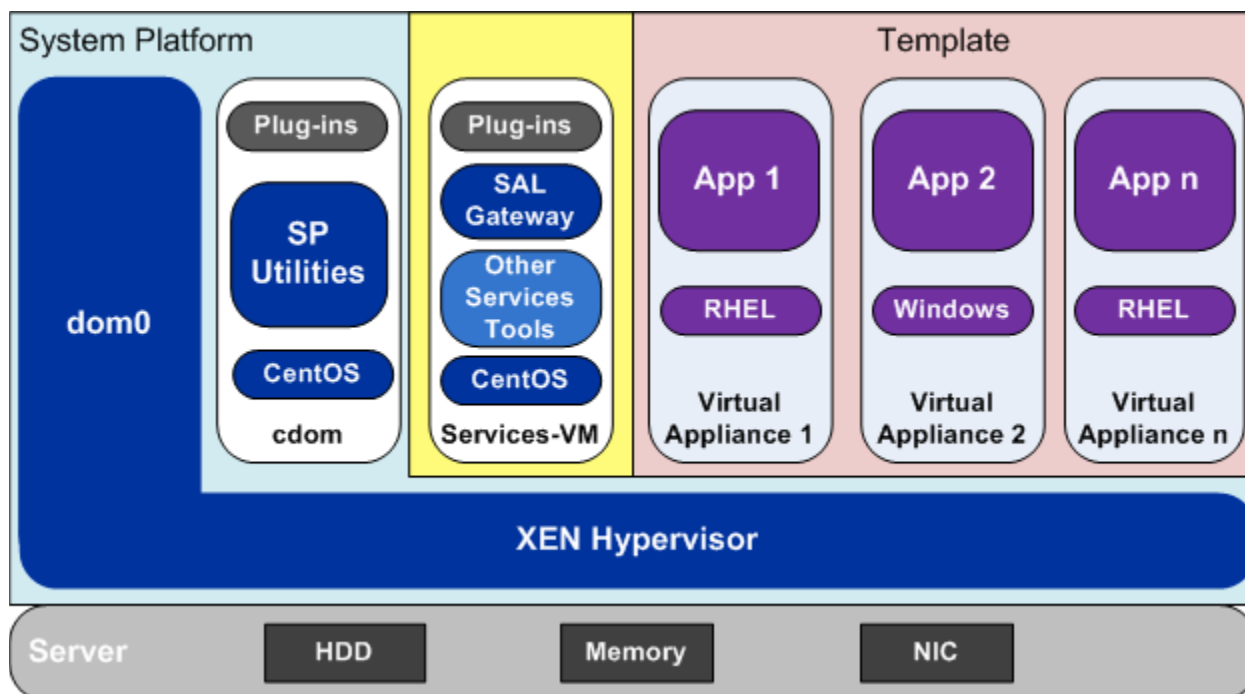 System Platform
Template
dom0
Plug-ins
SP
Utilities
CentOS
cdom
Plug-ins
SAL
Gateway
Other
Services
Tools
CentOS
Services-VM
App 1
RHEL
Virtual
Appliance 1
App 2
Windows
Virtual
Appliance 2
App n
RHEL
Virtual
Appliance n
XEN Hypervisor
Server
HDD
Memory
NIC